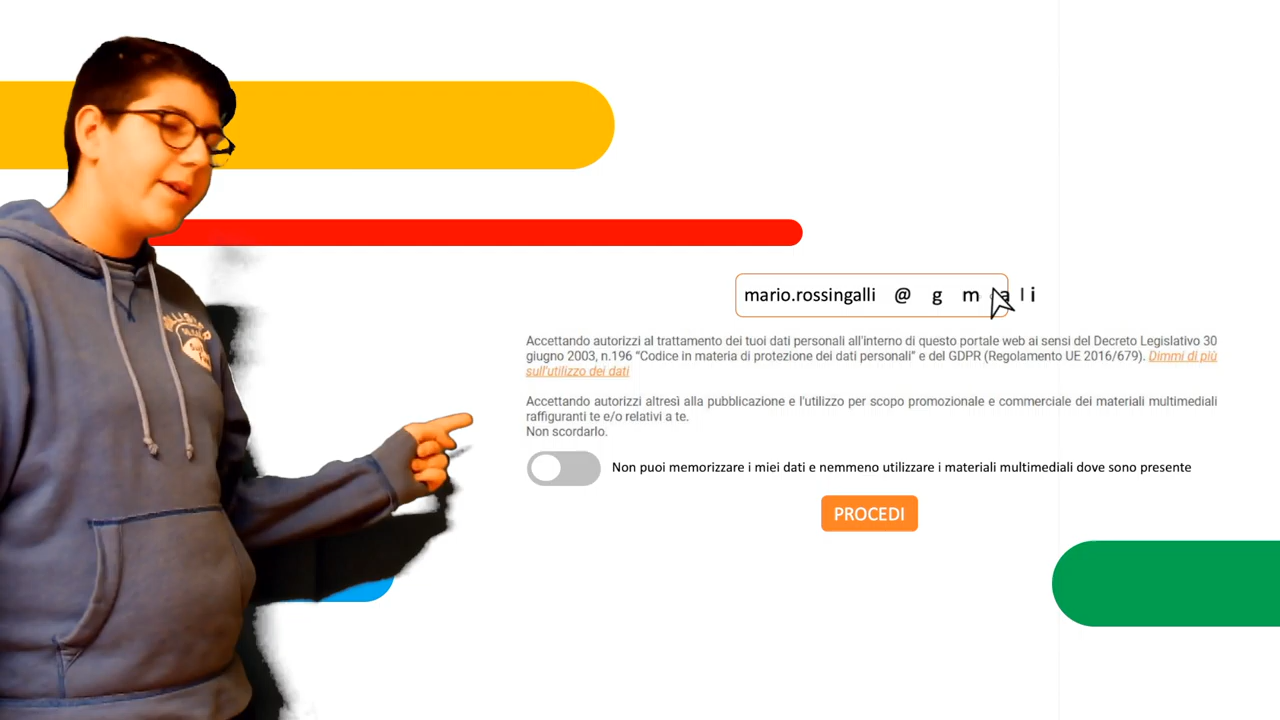 mario.rossingalli @ g m a l i
Accettando autorizzi al trattamento dei tuoi dati personali all'interno di questo portale web ai sensi del Decreto Legislativo 30
giugno 2003, n.196 “Codice in materia di protezione dei dati personali” e del GDPR (Regolamento UE 2016/679). Dimmi di più
sull'utilizzo dei dati
Accettando autorizzi altresì alla pubblicazione e l'utilizzo per scopo promozionale e commerciale dei materiali multimediali
raffiguranti te e/o relativi a te.
Non scordarlo.
Non puoi memorizzare i miei dati e nemmeno utilizzare i materiali multimediali dove sono presente
PROCEDI